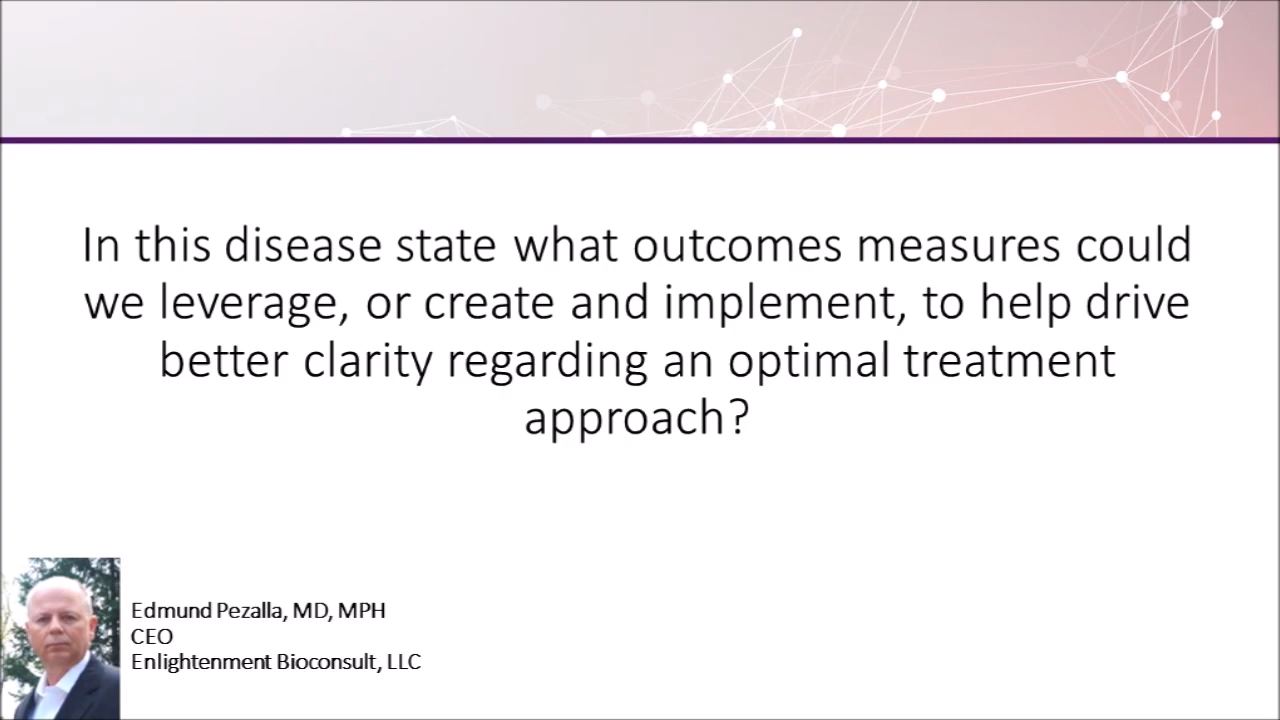 In this disease state what outcomes measures could
we leverage, or create and implement, to help drive
better clarity regarding an optimal treatment
approach?
Edmund Pezalla, MD, MPH
CEO
Enlightenment Bioconsult, LLC